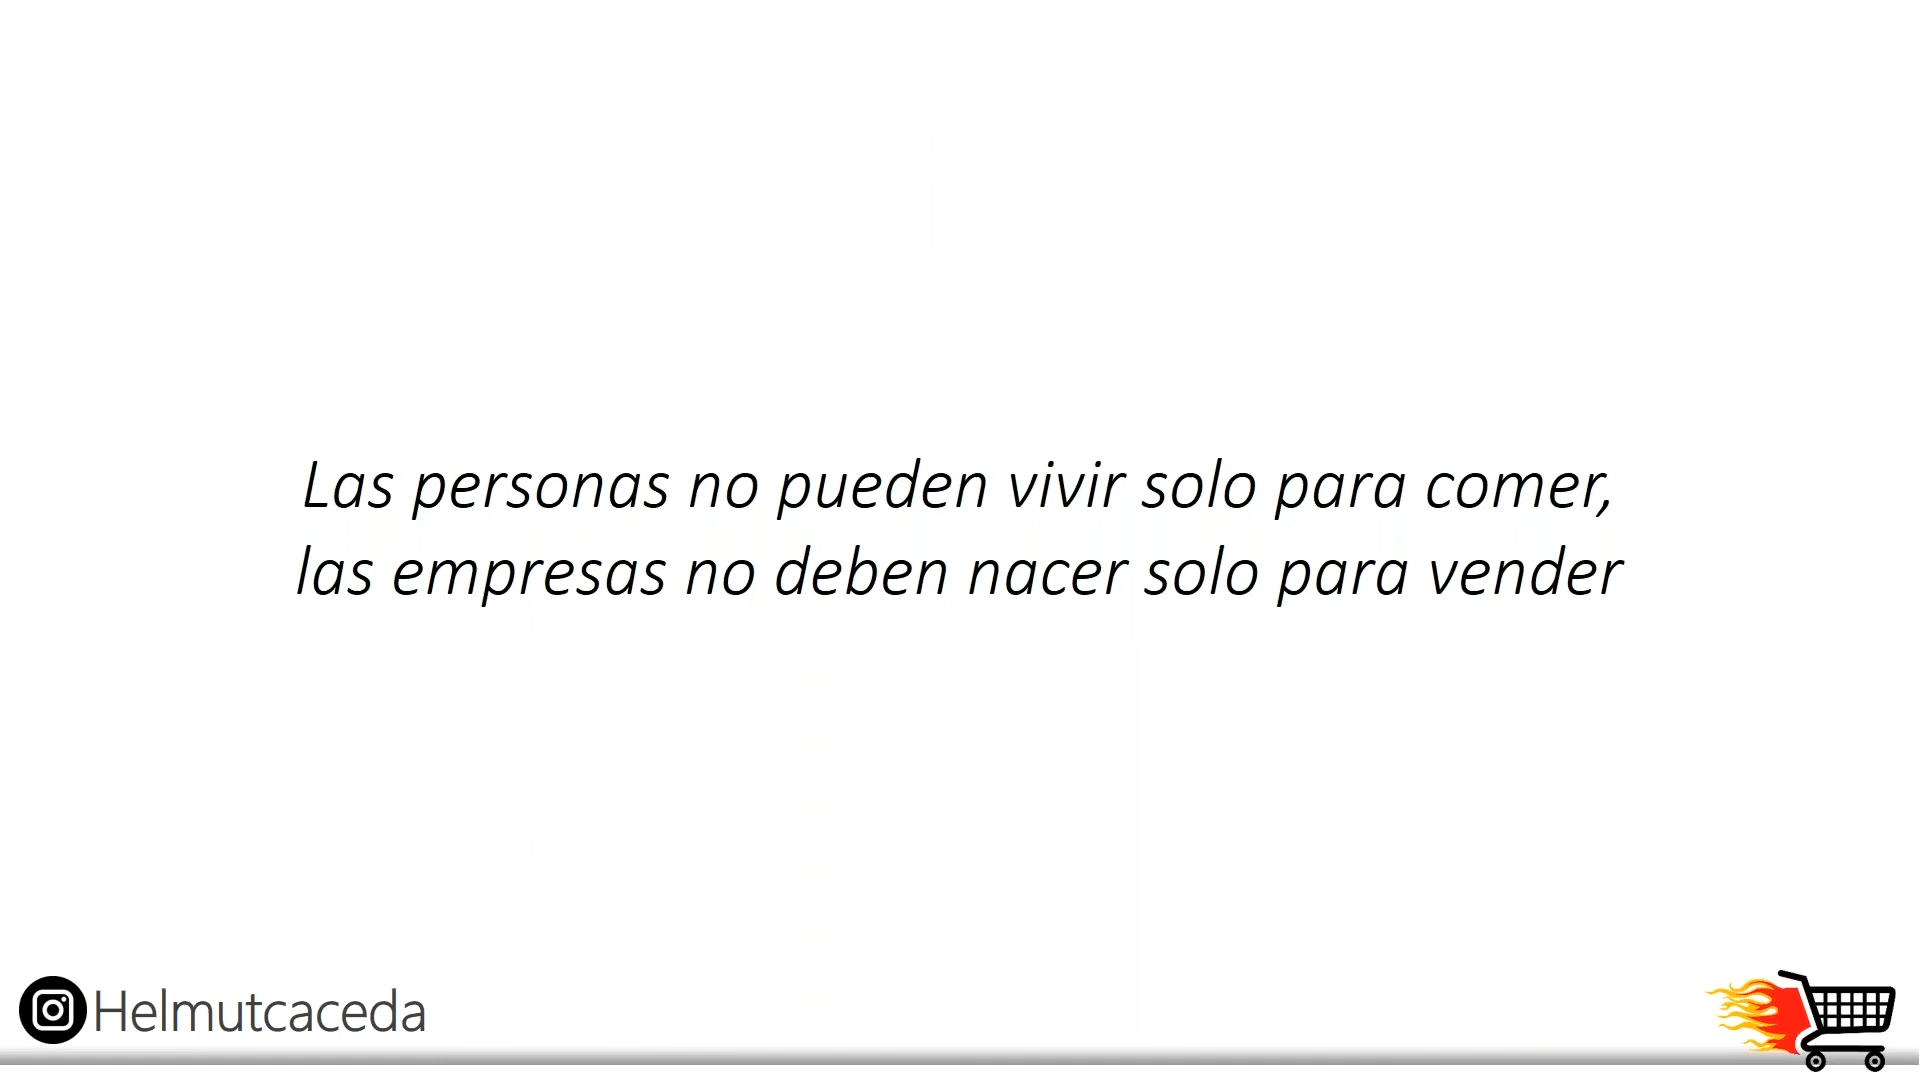 Las personas no pueden vivir solo para comer,
las empresas no deben nacer solo para vender
Helmutcaceda